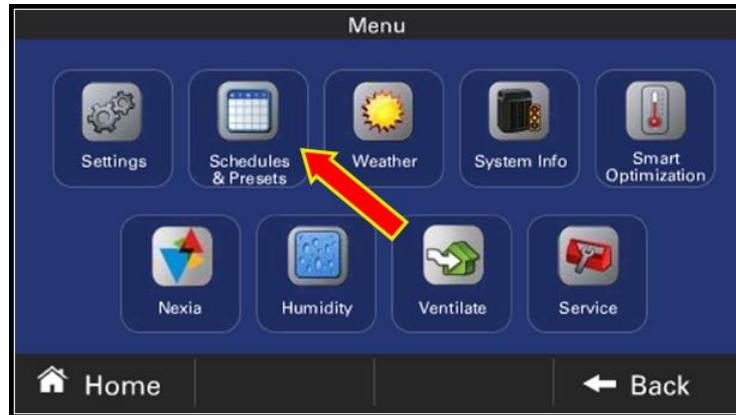 Menu
Settings
Schedules
& Presets
Weather
System Info
Smart
Optimization
Nexia
Humidity
Ventilate
Service
Home
Back